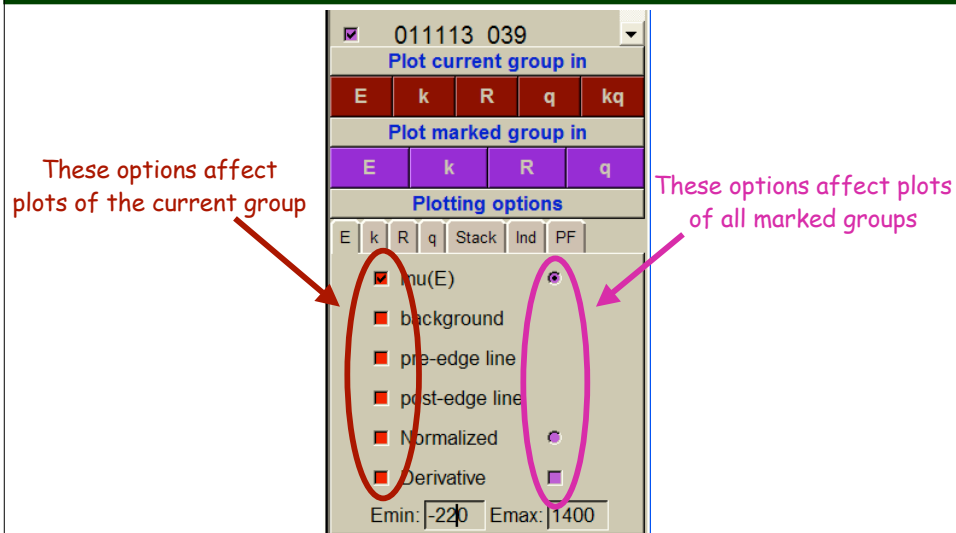 011113 039
Plot current group in
E k R q kq
Plot marked group in
E k R q
Plotting options
E k R q Stack Ind PF
mu(E)
background
pre-edge line
post-edge line
Normalized
Derivative
Emin: -220 Emax: 1400
These options affect
plots of the current group
These options affect plots
of all marked groups